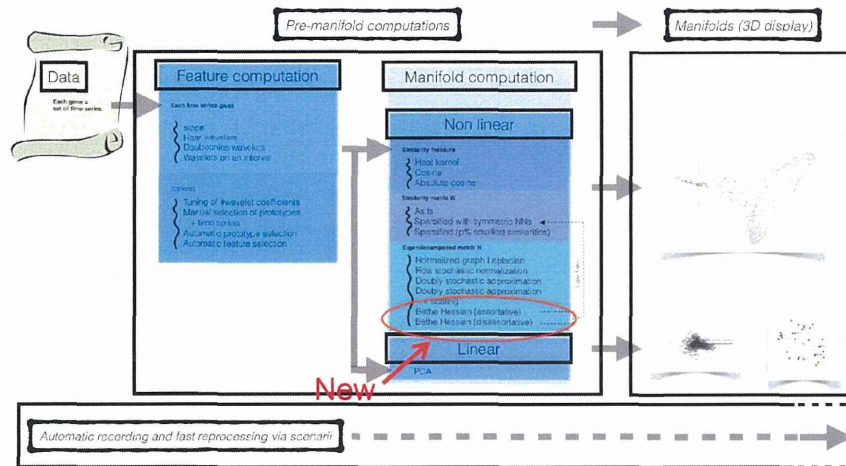 Pre-manifold computations
Manifolds (3D display)
Data
Each gene a
set of time series.
Feature computation
Each time series gives
slope
Haar wavelets
Daubechies wavelets
Wavelets on an interval
Tuning of #wavelet coefficients
Manual selection of prototypes
+ time series
Automatic prototype selection
Automatic feature selection
Manifold computation
Non linear
Similarity measure
Heat kernel
Cosine
Absolute cosine
Similarity matrix W
As is
Sparsified with symmetric NNs
Sparsified (p% smallest similarities)
Eigendecomposed matrix N
Normalized graph Laplacian
Row stochastic normalization
Doubly stochastic approximation
Doubly stochastic approximation
+ scaling
Bethe Hessian (assortative)
Bethe Hessian (disassortative)
Linear
PCA
New
Automatic recording and fast reprocessing via scenarii